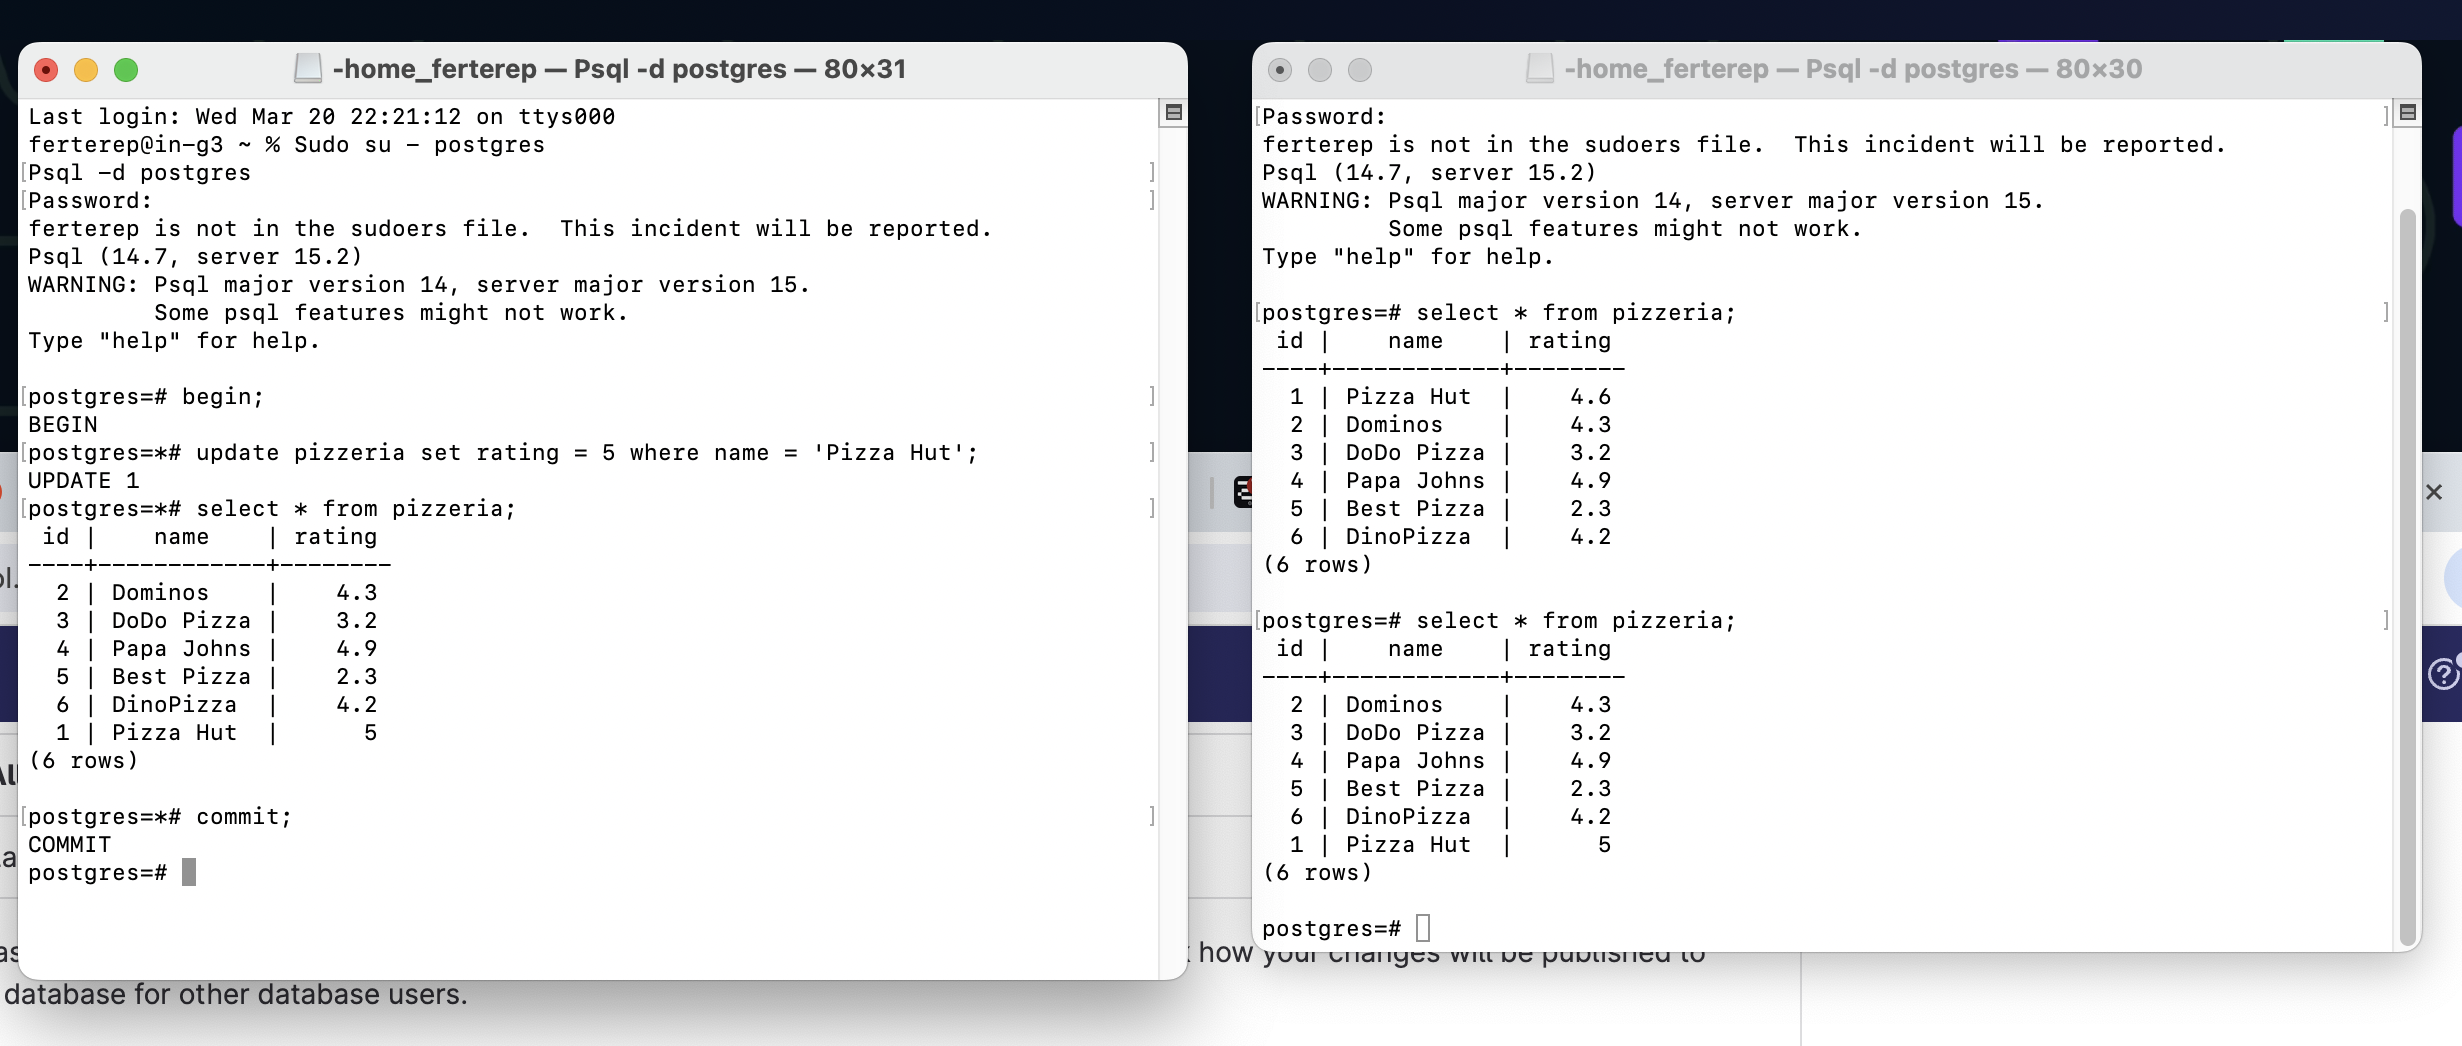 -home_ferterep — Psql -d postgres — 80×31
Last login: Wed Mar 20 22:21:12 on ttys000
ferterep@in-g3 ~ % Sudo su - postgres
[Psql -d postgres ]
[Password: ]
ferterep is not in the sudoers file.  This incident will be reported.
Psql (14.7, server 15.2)
WARNING: Psql major version 14, server major version 15.
         Some psql features might not work.
Type "help" for help.
[postgres=# begin; ]
BEGIN
[postgres=*# update pizzeria set rating = 5 where name = 'Pizza Hut'; ]
UPDATE 1
[postgres=*# select * from pizzeria; ]
 id |    name    | rating
----+------------+--------
  2 | Dominos    |    4.3
  3 | DoDo Pizza |    3.2
  4 | Papa Johns |    4.9
  5 | Best Pizza |    2.3
  6 | DinoPizza  |    4.2
  1 | Pizza Hut  |      5
(6 rows)
[postgres=*# commit; ]
COMMIT
postgres=#
-home_ferterep — Psql -d postgres — 80×30
[Password: ]
ferterep is not in the sudoers file.  This incident will be reported.
Psql (14.7, server 15.2)
WARNING: Psql major version 14, server major version 15.
         Some psql features might not work.
Type "help" for help.
[postgres=# select * from pizzeria; ]
 id |    name    | rating
----+------------+--------
  1 | Pizza Hut  |    4.6
  2 | Dominos    |    4.3
  3 | DoDo Pizza |    3.2
  4 | Papa Johns |    4.9
  5 | Best Pizza |    2.3
  6 | DinoPizza  |    4.2
(6 rows)
[postgres=# select * from pizzeria; ]
 id |    name    | rating
----+------------+--------
  2 | Dominos    |    4.3
  3 | DoDo Pizza |    3.2
  4 | Papa Johns |    4.9
  5 | Best Pizza |    2.3
  6 | DinoPizza  |    4.2
  1 | Pizza Hut  |      5
(6 rows)
postgres=#
how your changes will be published to
database for other database users.